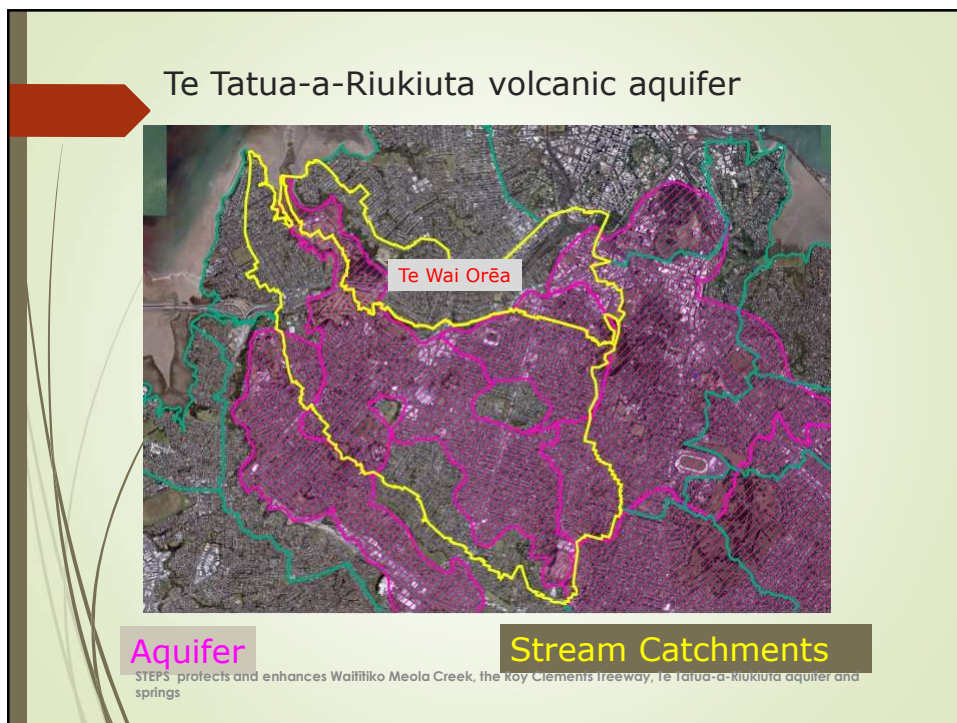 Te Tatua-a-Riukiuta volcanic aquifer
Te Wai Orēa
Aquifer
Stream Catchments
STEPS protects and enhances Waitītiko Meola Creek, the Roy Clements Treeway, Te Tatua-a-Riukiuta aquifer and
springs